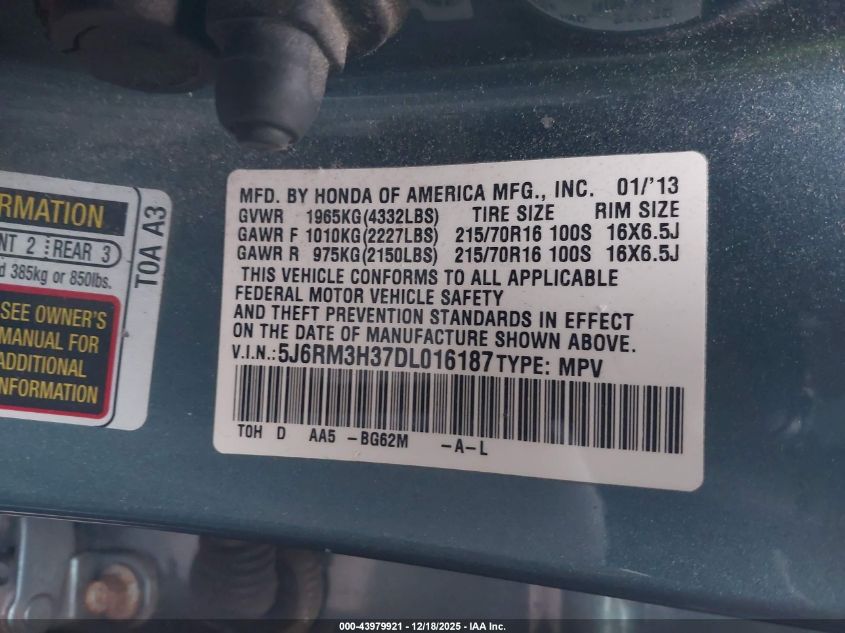 MFD. BY HONDA OF AMERICA MFG., INC. 01/'13
GVWR 1965KG(4332LBS) TIRE SIZE RIM SIZE
GAWR F 1010KG(2227LBS) 215/70R16 100S 16X6.5J
GAWR R 975KG(2150LBS) 215/70R16 100S 16X6.5J
THIS VEHICLE CONFORMS TO ALL APPLICABLE
FEDERAL MOTOR VEHICLE SAFETY
AND THEFT PREVENTION STANDARDS IN EFFECT
ON THE DATE OF MANUFACTURE SHOWN ABOVE.
V.I.N.: 5J6RM3H37DL016187 TYPE: MPV
TOH D AA5 -BG62M -A-L
RMATION
NT 2 REAR 3
d 385kg or 850lbs.
SEE OWNER'S
MANUAL FOR
ADDITIONAL
NFORMATION
TOA A3
000-43979921 - 12/18/2025 - IAA Inc.